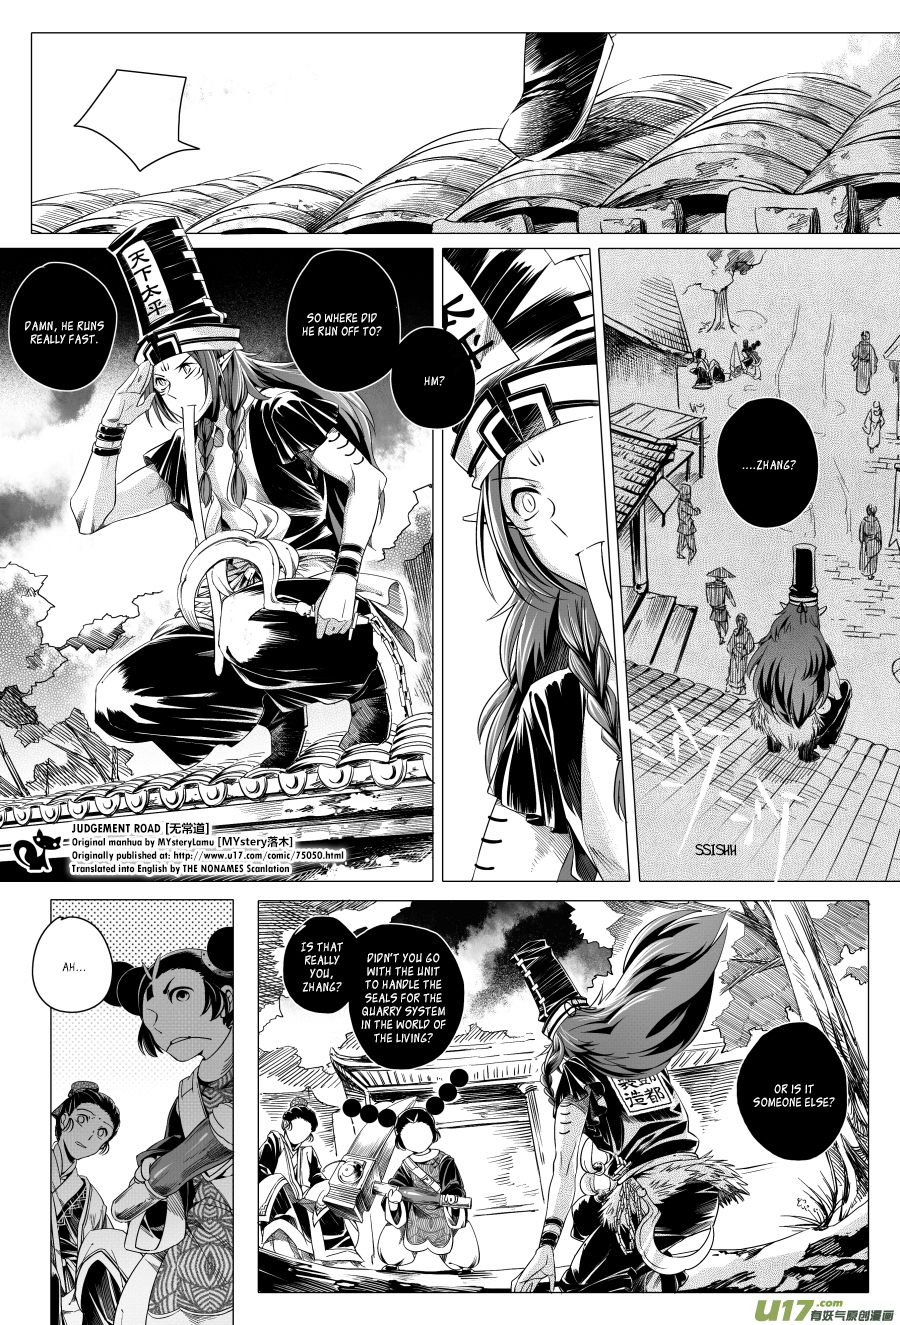 DAMN, HE RUNS
REALLY FAST.
天下太平
SO WHERE DID
HE RUN OFF TO?
HM?
....ZHANG?
SSISHH
JUDGEMENT ROAD [无常道]
Original manhua by MYsteryLamu [MYstery落木]
Originally published at: http://www.u17.com/comic/75050.html
Translated into English by THE NONAMES Scanlation
AH...
IS THAT
REALLY
YOU,
ZHANG?
DIDN'T YOU GO
WITH THE UNIT
TO HANDLE THE
SEALS FOR THE
QUARRY SYSTEM
IN THE WORLD OF
THE LIVING?
OR IS IT
SOMEONE ELSE?
U17.com
有妖气原创漫画